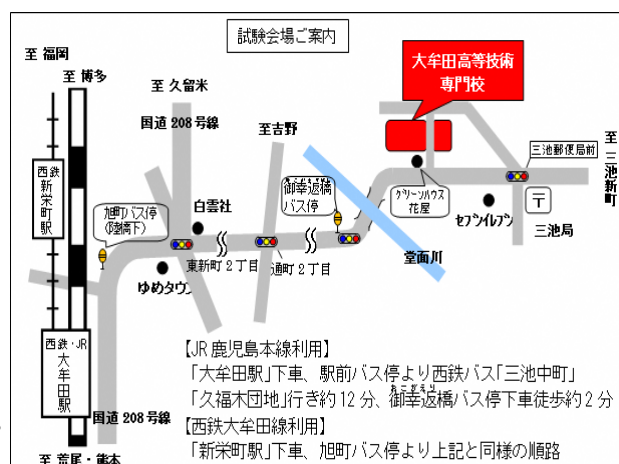 試験会場ご案内
至 福岡
至 博多
至 久留米
国道208号線
至吉野
大牟田高等技術
専門校
三池郵便局前
至 三池新町
西鉄
新栄町駅
旭町バス停
(陸橋下)
白雲社
御幸返橋
バス停
グリーンハウス
花屋
セブンイレブン
〒
三池局
東新町2丁目
通町2丁目
堂面川
ゆめタウン
西鉄・JR
大牟田駅
国道208号線
至 荒尾・熊本
【JR鹿児島本線利用】
「大牟田駅」下車、駅前バス停より西鉄バス「三池中町」
「久福木団地」行き約12分、御幸返橋バス停下車徒歩約2分
【西鉄大牟田線利用】
「新栄町駅」下車、旭町バス停より上記と同様の順路